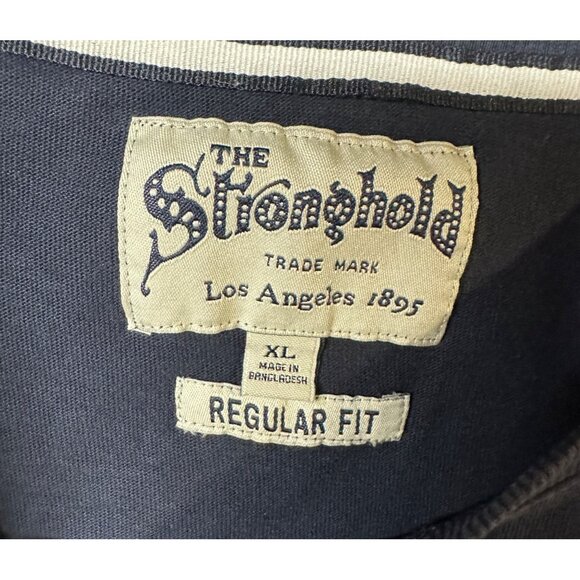 THE
Stronghold
TRADE MARK
Los Angeles 1895
XL
MADE IN
BANGLADESH
REGULAR FIT